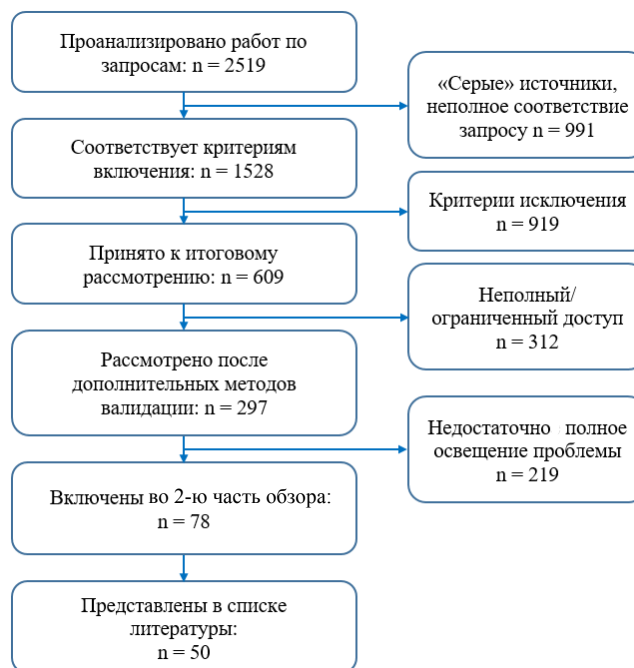 Проанализировано работ по
запросам: n = 2519
«Серые» источники,
неполное соответствие
запросу n = 991
Соответствует критериям
включения: n = 1528
Критерии исключения
n = 919
Принято к итоговому
рассмотрению: n = 609
Неполный/
ограниченный доступ
n = 312
Рассмотрено после
дополнительных методов
валидации: n = 297
Недостаточно полное
освещение проблемы
n = 219
Включены во 2-ю часть обзора:
n = 78
Представлены в списке
литературы:
n = 50